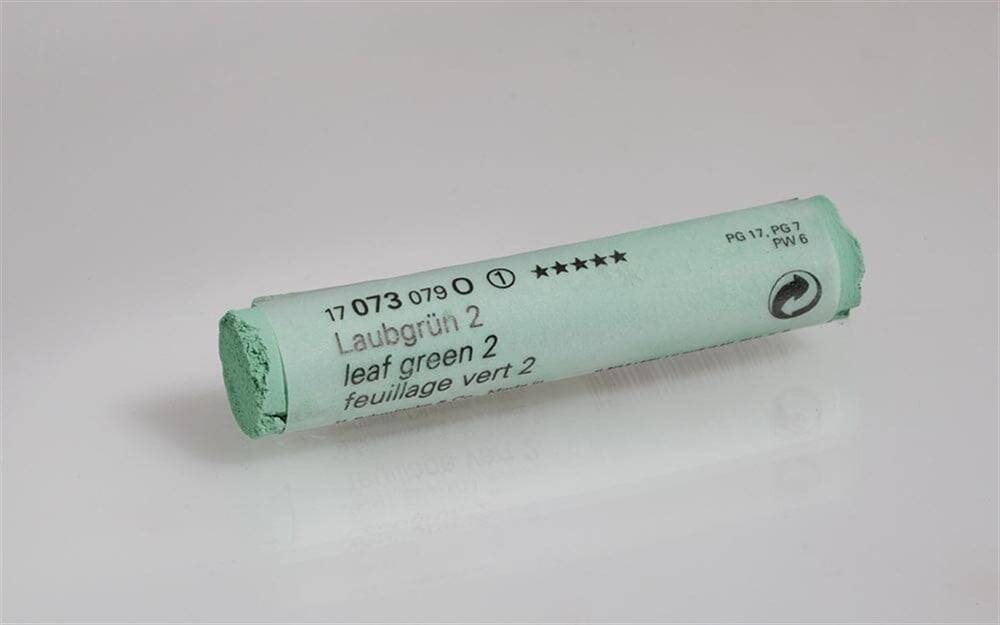 17 073 079 O ① ★★★★★
Laubgrün 2
leaf green 2
feuillage vert 2
PG 17, PG 7
PW 6